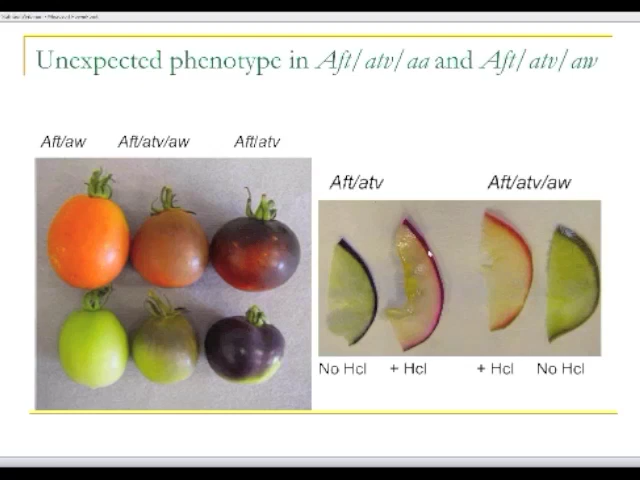 Unexpected phenotype in Aft/atv/aa and Aft/atv/aw
Aft/aw Aft/atv/aw Aft/atv
Aft/atv Aft/atv/aw
No Hcl + Hcl + Hcl No Hcl